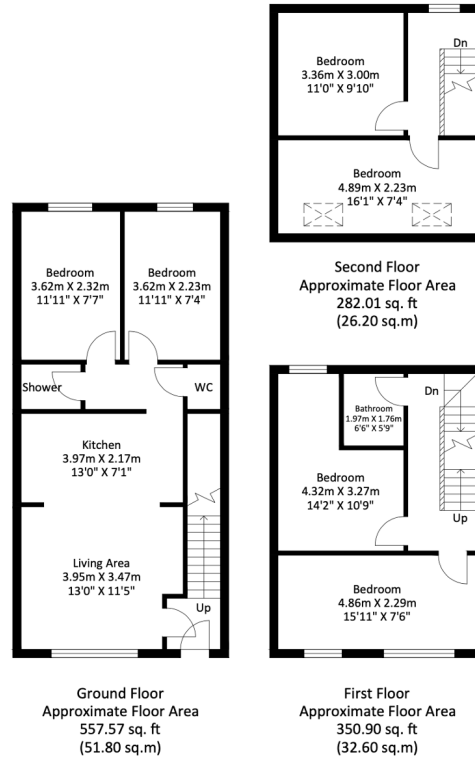 Dn
Bedroom
3.36m X 3.00m
11'0" X 9'10"
Bedroom
4.89m X 2.23m
16'1" X 7'4"
Second Floor
Approximate Floor Area
282.01 sq. ft
(26.20 sq.m)
Bedroom
3.62m X 2.32m
11'11" X 7'7"
Bedroom
3.62m X 2.23m
11'11" X 7'4"
Shower
WC
Kitchen
3.97m X 2.17m
13'0" X 7'1"
Living Area
3.95m X 3.47m
13'0" X 11'5"
Up
Ground Floor
Approximate Floor Area
557.57 sq. ft
(51.80 sq.m)
Dn
Bathroom
1.97m X 1.76m
6'6" X 5'9"
Bedroom
4.32m X 3.27m
14'2" X 10'9"
Up
Bedroom
4.86m X 2.29m
15'11" X 7'6"
First Floor
Approximate Floor Area
350.90 sq. ft
(32.60 sq.m)